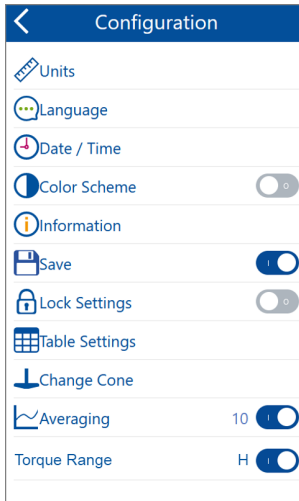 Configuration
Units
Language
Date / Time
Color Scheme
Information
Save
Lock Settings
Table Settings
Change Cone
Averaging 10
Torque Range H